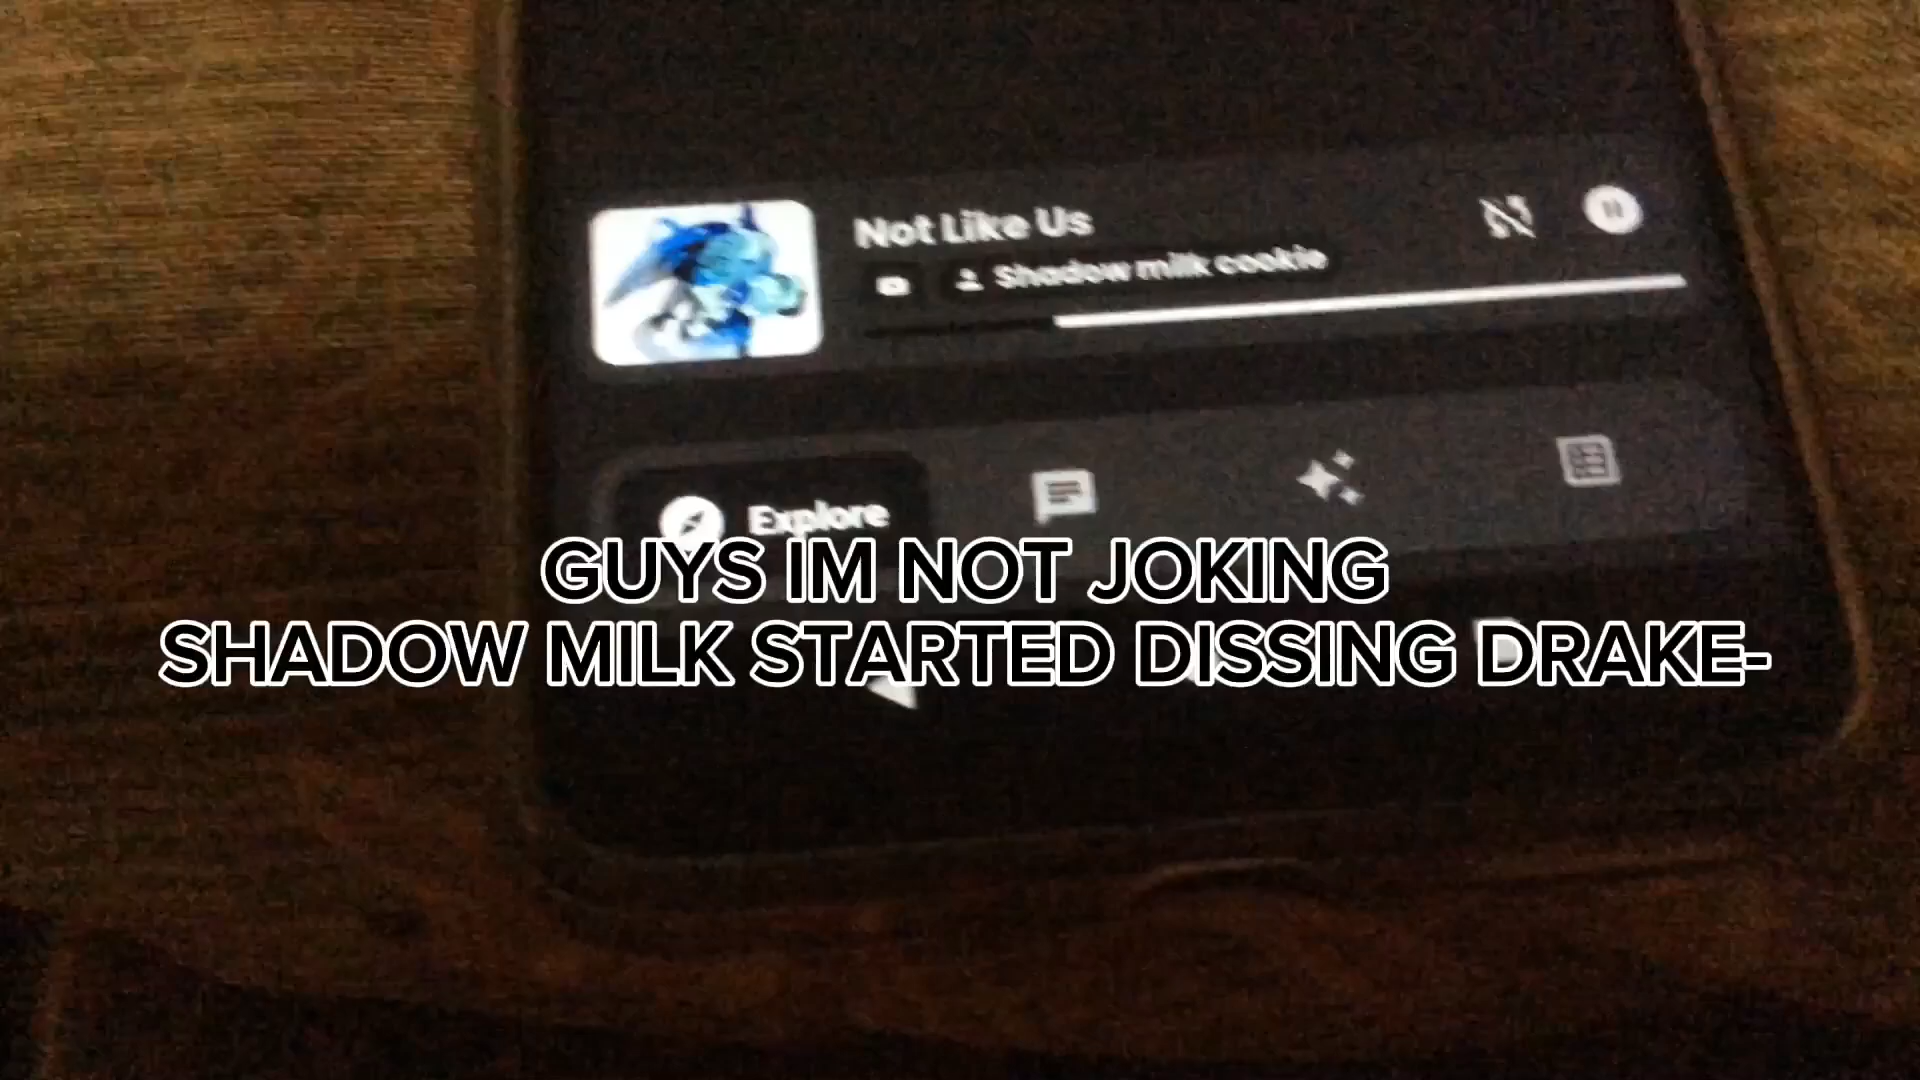 Not Like Us
Shadow milk cookie
Explore
GUYS IM NOT JOKING
SHADOW MILK STARTED DISSING DRAKE-